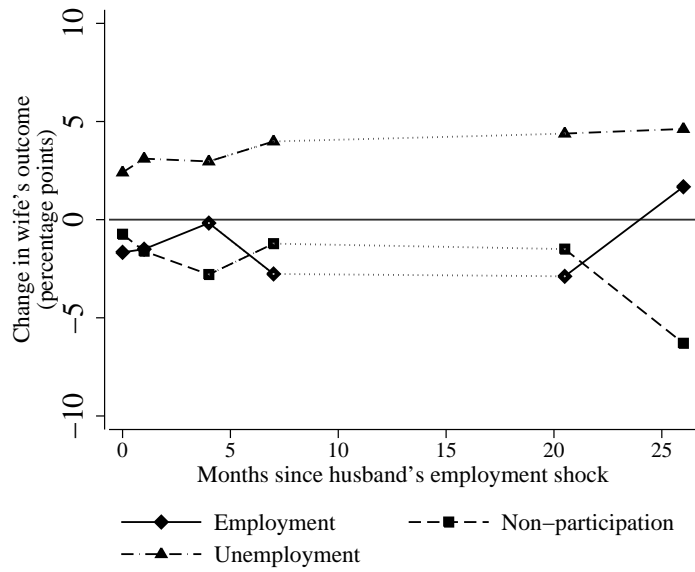 Change in wife's outcome
(percentage points)
10
5
0
−5
−10
0 5 10 15 20 25
Months since husband's employment shock
Employment
Non−participation
Unemployment